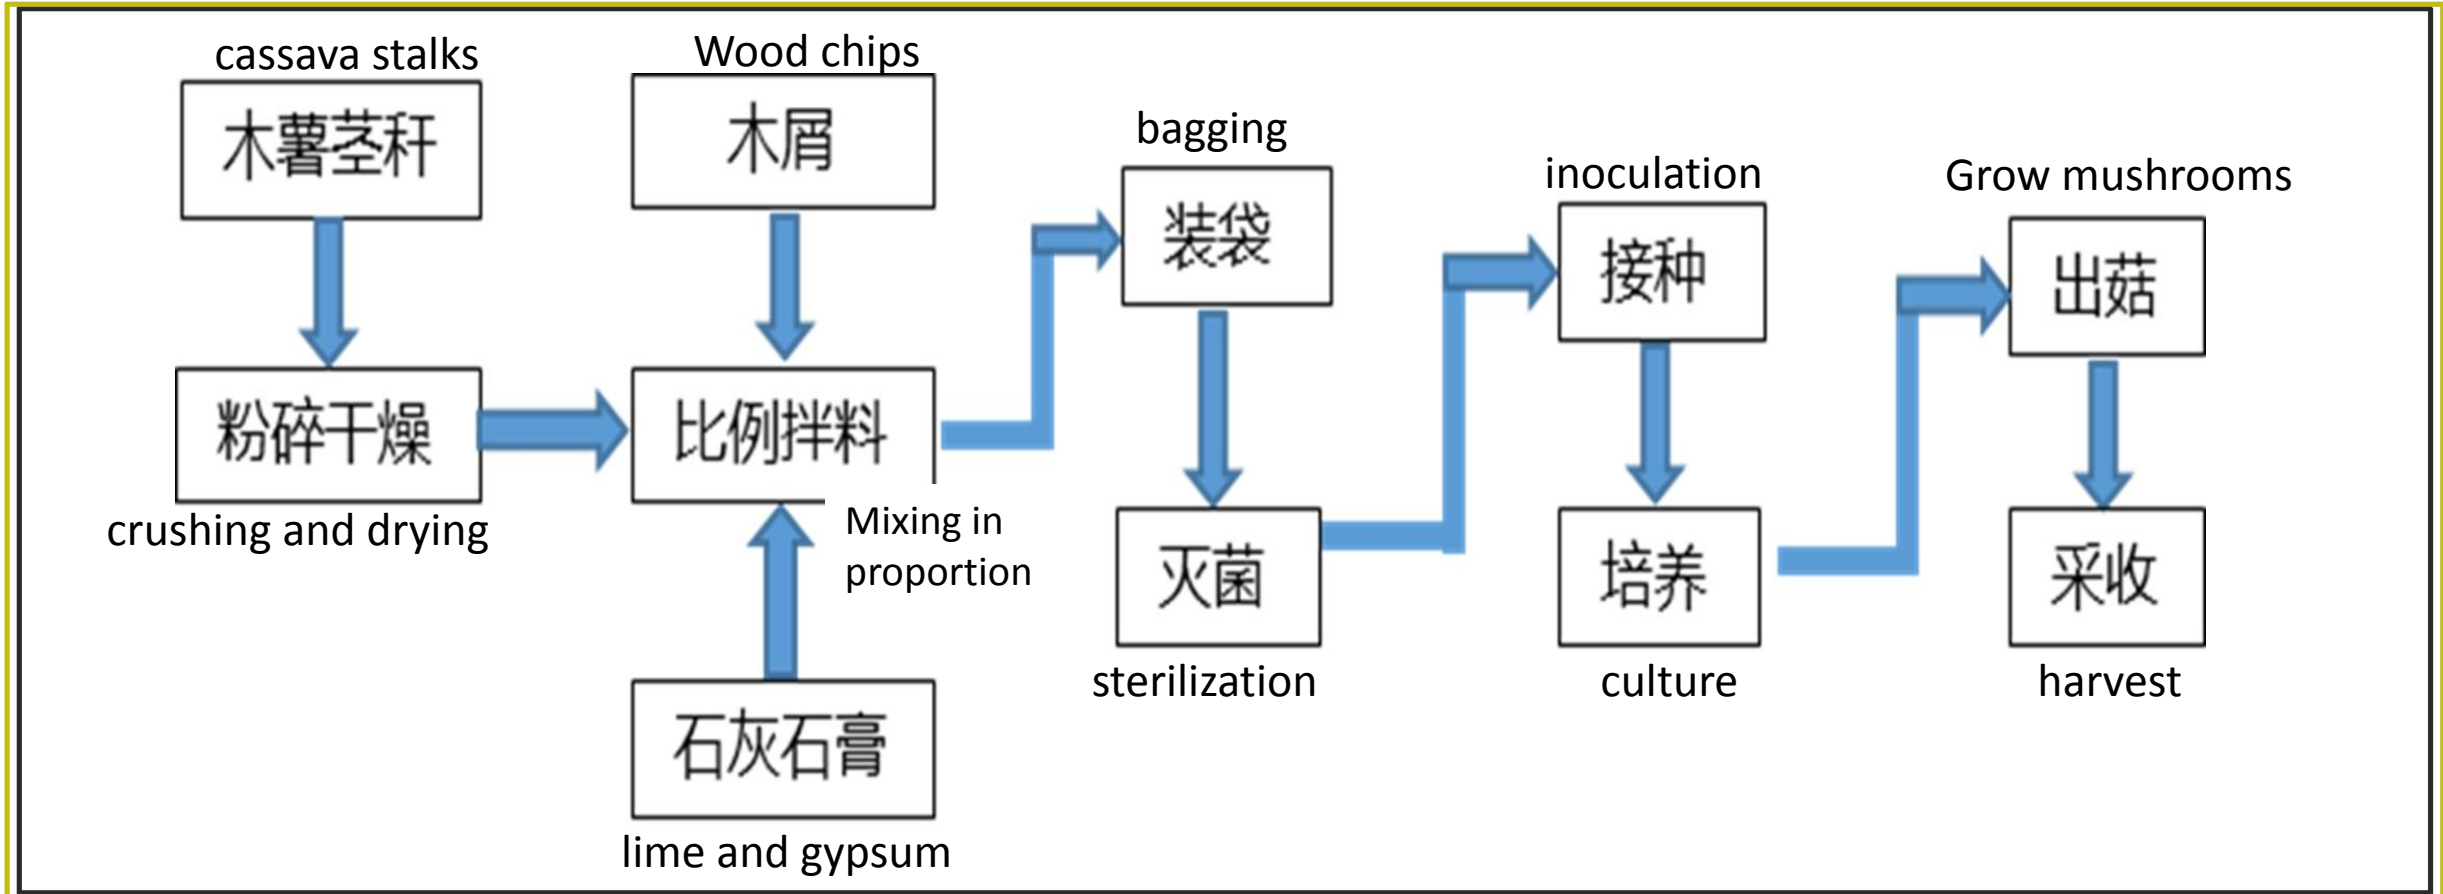 cassava stalks
木薯茎秆
粉碎干燥
crushing and drying
Wood chips
木屑
比例拌料
Mixing in
proportion
石灰石膏
lime and gypsum
bagging
装袋
灭菌
sterilization
inoculation
接种
培养
culture
Grow mushrooms
出菇
采收
harvest